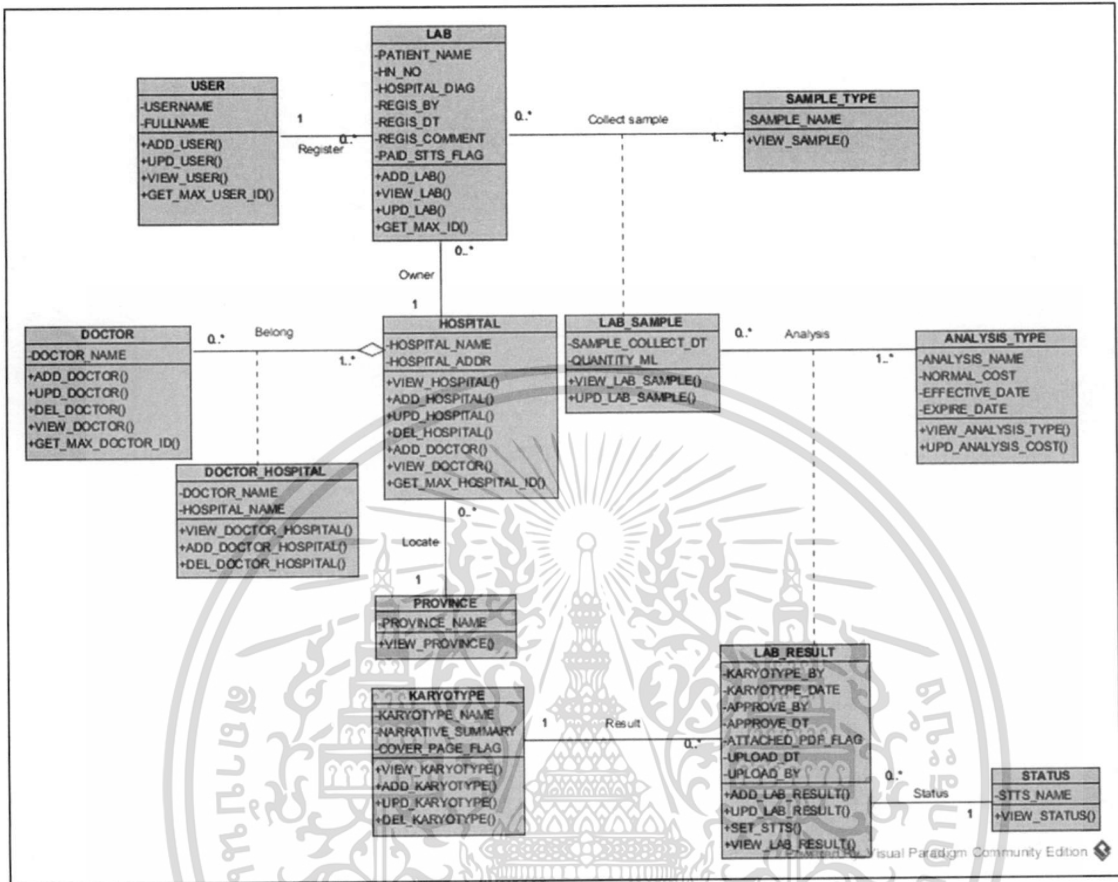 LAB
-PATIENT_NAME
-HN_NO
-HOSPITAL_DIAG
-REGIS_BY
-REGIS_DT
-REGIS_COMMENT
-PAID_STTS_FLAG
+ADD_LAB()
+VIEW_LAB()
+UPD_LAB()
+GET_MAX_ID()
USER
-USERNAME
-FULLNAME
+ADD_USER()
+UPD_USER()
+VIEW_USER()
+GET_MAX_USER_ID()
1
0..*
Register
0..*
Collect sample
1..*
SAMPLE_TYPE
-SAMPLE_NAME
+VIEW_SAMPLE()
0..*
Owner
1
DOCTOR
-DOCTOR_NAME
+ADD_DOCTOR()
+UPD_DOCTOR()
+DEL_DOCTOR()
+VIEW_DOCTOR()
+GET_MAX_DOCTOR_ID()
0..*
Belong
1..*
HOSPITAL
-HOSPITAL_NAME
-HOSPITAL_ADDR
+VIEW_HOSPITAL()
+ADD_HOSPITAL()
+UPD_HOSPITAL()
+DEL_HOSPITAL()
+ADD_DOCTOR()
+VIEW_DOCTOR()
+GET_MAX_HOSPITAL_ID()
LAB_SAMPLE
-SAMPLE_COLLECT_DT
-QUANTITY_ML
+VIEW_LAB_SAMPLE()
+UPD_LAB_SAMPLE()
0..*
Analysis
1..*
ANALYSIS_TYPE
-ANALYSIS_NAME
-NORMAL_COST
-EFFECTIVE_DATE
-EXPIRE_DATE
+VIEW_ANALYSIS_TYPE()
+UPD_ANALYSIS_COST()
DOCTOR_HOSPITAL
-DOCTOR_NAME
-HOSPITAL_NAME
+VIEW_DOCTOR_HOSPITAL()
+ADD_DOCTOR_HOSPITAL()
+DEL_DOCTOR_HOSPITAL()
0..*
Locate
1
PROVINCE
-PROVINCE_NAME
+VIEW_PROVINCE()
KARYOTYPE
-KARYOTYPE_NAME
-NARRATIVE_SUMMARY
-COVER_PAGE_FLAG
+VIEW_KARYOTYPE()
+ADD_KARYOTYPE()
+UPD_KARYOTYPE()
+DEL_KARYOTYPE()
1
Result
0..*
LAB_RESULT
-KARYOTYPE_BY
-KARYOTYPE_DATE
-APPROVE_BY
-APPROVE_DT
-ATTACHED_PDF_FLAG
-UPLOAD_DT
-UPLOAD_BY
+ADD_LAB_RESULT()
+UPD_LAB_RESULT()
+SET_STTS()
+VIEW_LAB_RESULT()
0..*
Status
1
STATUS
-STTS_NAME
+VIEW_STATUS()
Visual Paradigm Community Edition